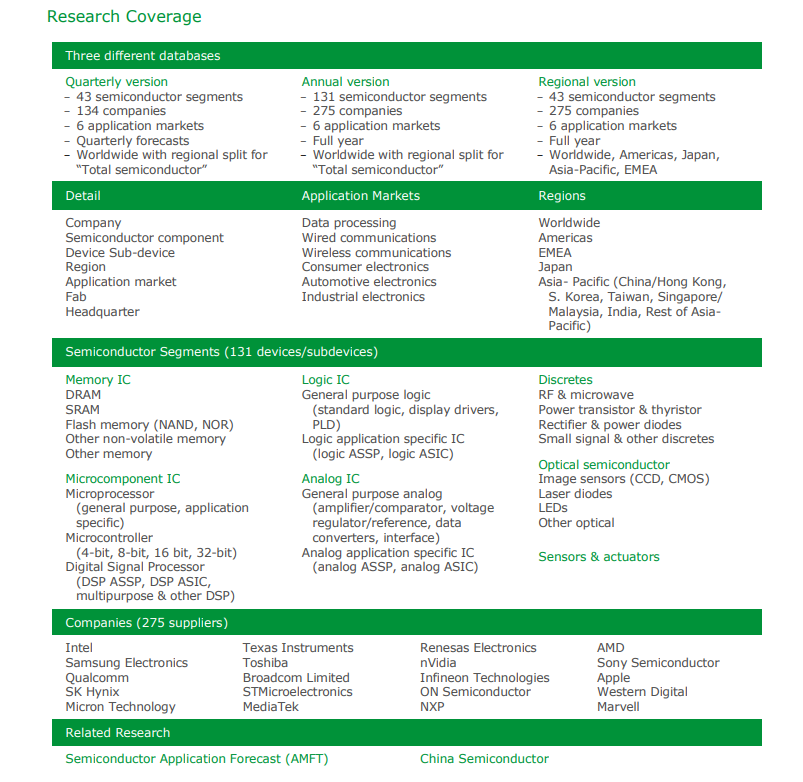 Research Coverage
Three different databases
Quarterly version
– 43 semiconductor segments
– 134 companies
– 6 application markets
– Quarterly forecasts
– Worldwide with regional split for
“Total semiconductor”
Annual version
– 131 semiconductor segments
– 275 companies
– 6 application markets
– Full year
– Worldwide with regional split for
“Total semiconductor”
Regional version
– 43 semiconductor segments
– 275 companies
– 6 application markets
– Full year
– Worldwide, Americas, Japan,
Asia-Pacific, EMEA
Detail
Company
Semiconductor component
Device Sub-device
Region
Application market
Fab
Headquarter
Application Markets
Data processing
Wired communications
Wireless communications
Consumer electronics
Automotive electronics
Industrial electronics
Regions
Worldwide
Americas
EMEA
Japan
Asia- Pacific (China/Hong Kong,
S. Korea, Taiwan, Singapore/
Malaysia, India, Rest of Asia-
Pacific)
Semiconductor Segments (131 devices/subdevices)
Memory IC
DRAM
SRAM
Flash memory (NAND, NOR)
Other non-volatile memory
Other memory
Microcomponent IC
Microprocessor
(general purpose, application
specific)
Microcontroller
(4-bit, 8-bit, 16 bit, 32-bit)
Digital Signal Processor
(DSP ASSP, DSP ASIC,
multipurpose & other DSP)
Logic IC
General purpose logic
(standard logic, display drivers,
PLD)
Logic application specific IC
(logic ASSP, logic ASIC)
Analog IC
General purpose analog
(amplifier/comparator, voltage
regulator/reference, data
converters, interface)
Analog application specific IC
(analog ASSP, analog ASIC)
Discretes
RF & microwave
Power transistor & thyristor
Rectifier & power diodes
Small signal & other discretes
Optical semiconductor
Image sensors (CCD, CMOS)
Laser diodes
LEDs
Other optical
Sensors & actuators
Companies (275 suppliers)
Intel
Samsung Electronics
Qualcomm
SK Hynix
Micron Technology
Texas Instruments
Toshiba
Broadcom Limited
STMicroelectronics
MediaTek
Renesas Electronics
nVidia
Infineon Technologies
ON Semiconductor
NXP
AMD
Sony Semiconductor
Apple
Western Digital
Marvell
Related Research
Semiconductor Application Forecast (AMFT)
China Semiconductor